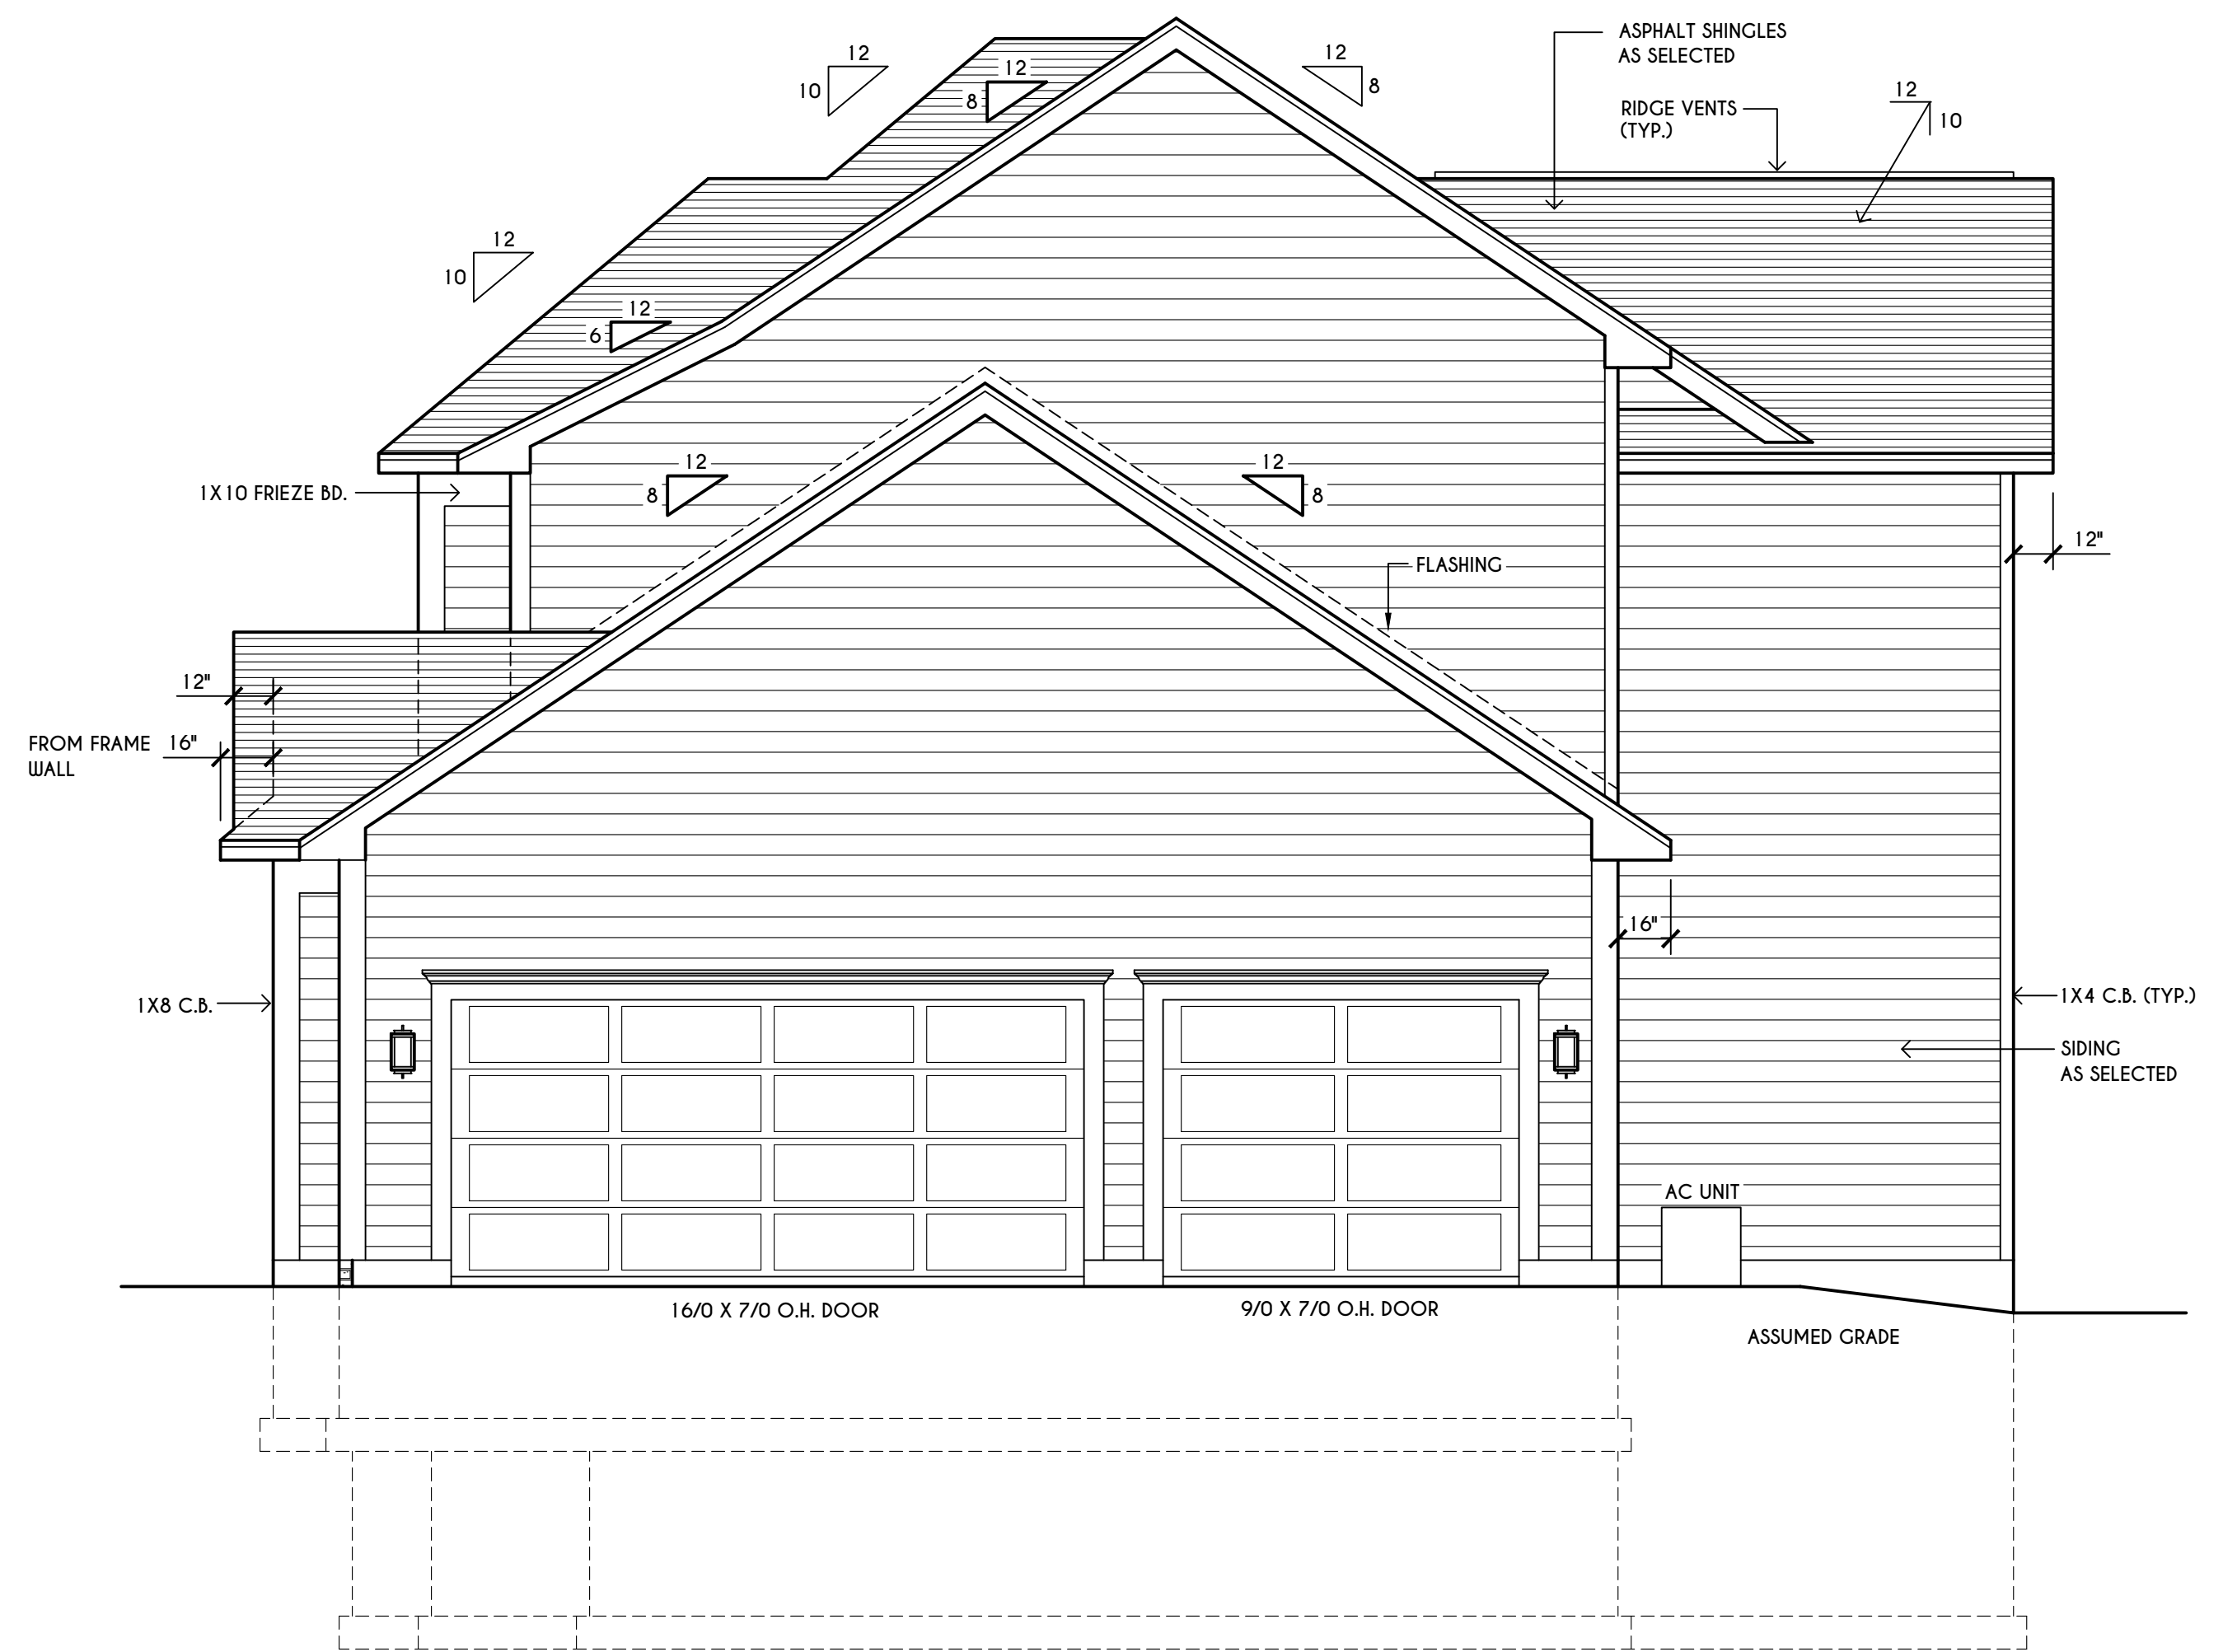 12
10
12
8
12
8
ASPHALT SHINGLES
AS SELECTED
RIDGE VENTS
(TYP.)
12
10
12
10
12
6
1X10 FRIEZE BD.
12
8
12
8
12"
FLASHING
12"
FROM FRAME
WALL
16"
16"
1X8 C.B.
1X4 C.B. (TYP.)
SIDING
AS SELECTED
AC UNIT
16/0 X 7/0 O.H. DOOR
9/0 X 7/0 O.H. DOOR
ASSUMED GRADE